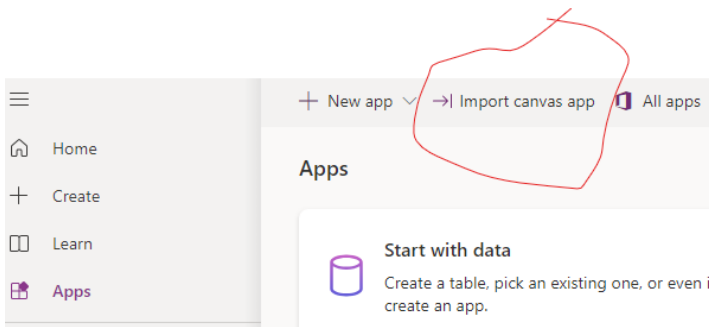 New app Import canvas app All apps
Home
Apps
Create
Learn
Start with data
Apps
Create a table, pick an existing one, or even
create an app.